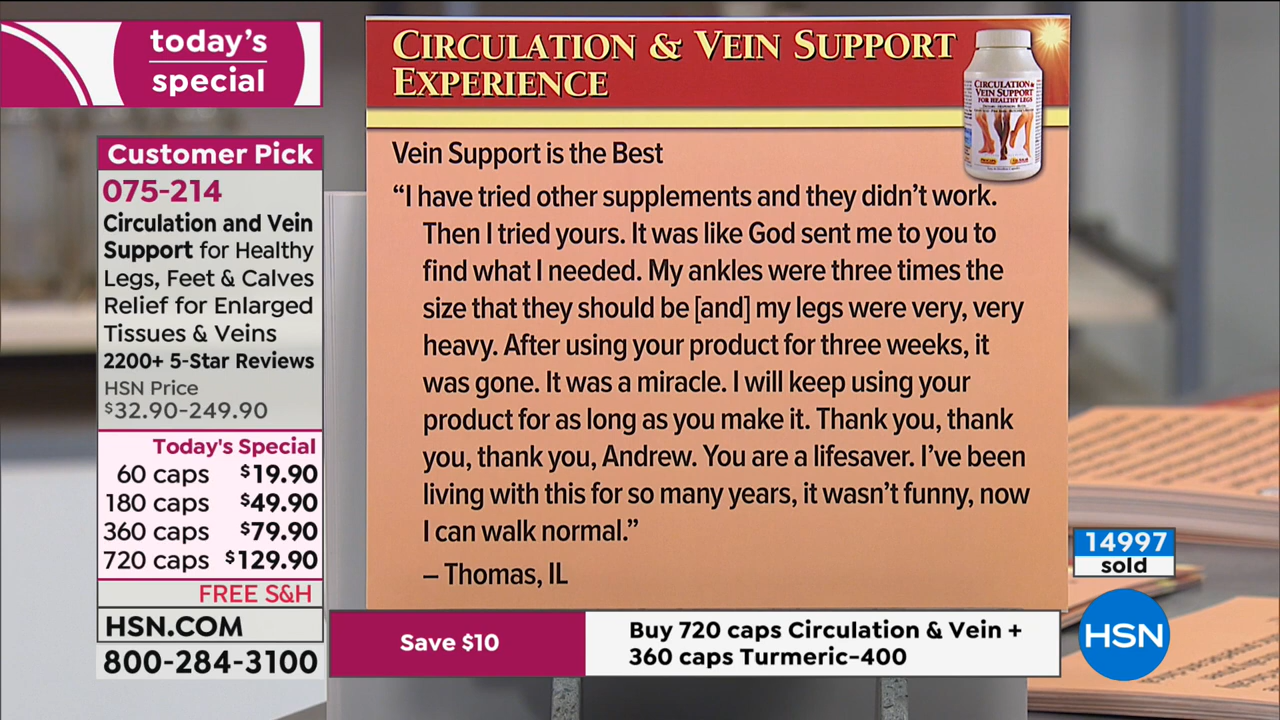 today's
special
Customer Pick
075-214
Circulation and Vein
Support for Healthy
Legs, Feet & Calves
Relief for Enlarged
Tissues & Veins
2200+ 5-Star Reviews
HSN Price
$32.90-249.90
Today's Special
60 caps $19.90
180 caps $49.90
360 caps $79.90
720 caps $129.90
FREE S&H
HSN.COM
800-284-3100
CIRCULATION & VEIN SUPPORT
EXPERIENCE
CIRCULATION &
VEIN SUPPORT
FOR HEALTHY LEGS
Vein Support is the Best
“I have tried other supplements and they didn’t work.
Then I tried yours. It was like God sent me to you to
find what I needed. My ankles were three times the
size that they should be [and] my legs were very, very
heavy. After using your product for three weeks, it
was gone. It was a miracle. I will keep using your
product for as long as you make it. Thank you, thank
you, thank you, Andrew. You are a lifesaver. I’ve been
living with this for so many years, it wasn’t funny, now
I can walk normal.”
– Thomas, IL
14997
sold
HSN
Save $10
Buy 720 caps Circulation & Vein +
360 caps Turmeric-400